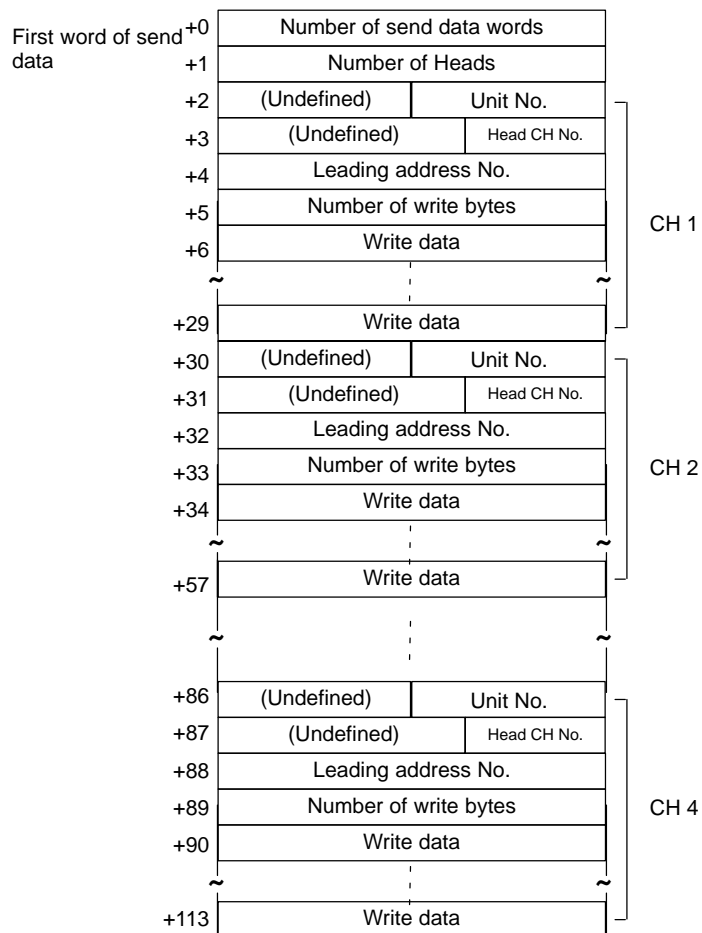 First word of send
data
+0 Number of send data words
+1 Number of Heads
+2 (Undefined) Unit No.
+3 (Undefined) Head CH No.
+4 Leading address No.
+5 Number of write bytes
+6 Write data
CH 1
+29 Write data
+30 (Undefined) Unit No.
+31 (Undefined) Head CH No.
+32 Leading address No.
+33 Number of write bytes
+34 Write data
CH 2
+57 Write data
+86 (Undefined) Unit No.
+87 (Undefined) Head CH No.
+88 Leading address No.
+89 Number of write bytes
+90 Write data
CH 4
+113 Write data